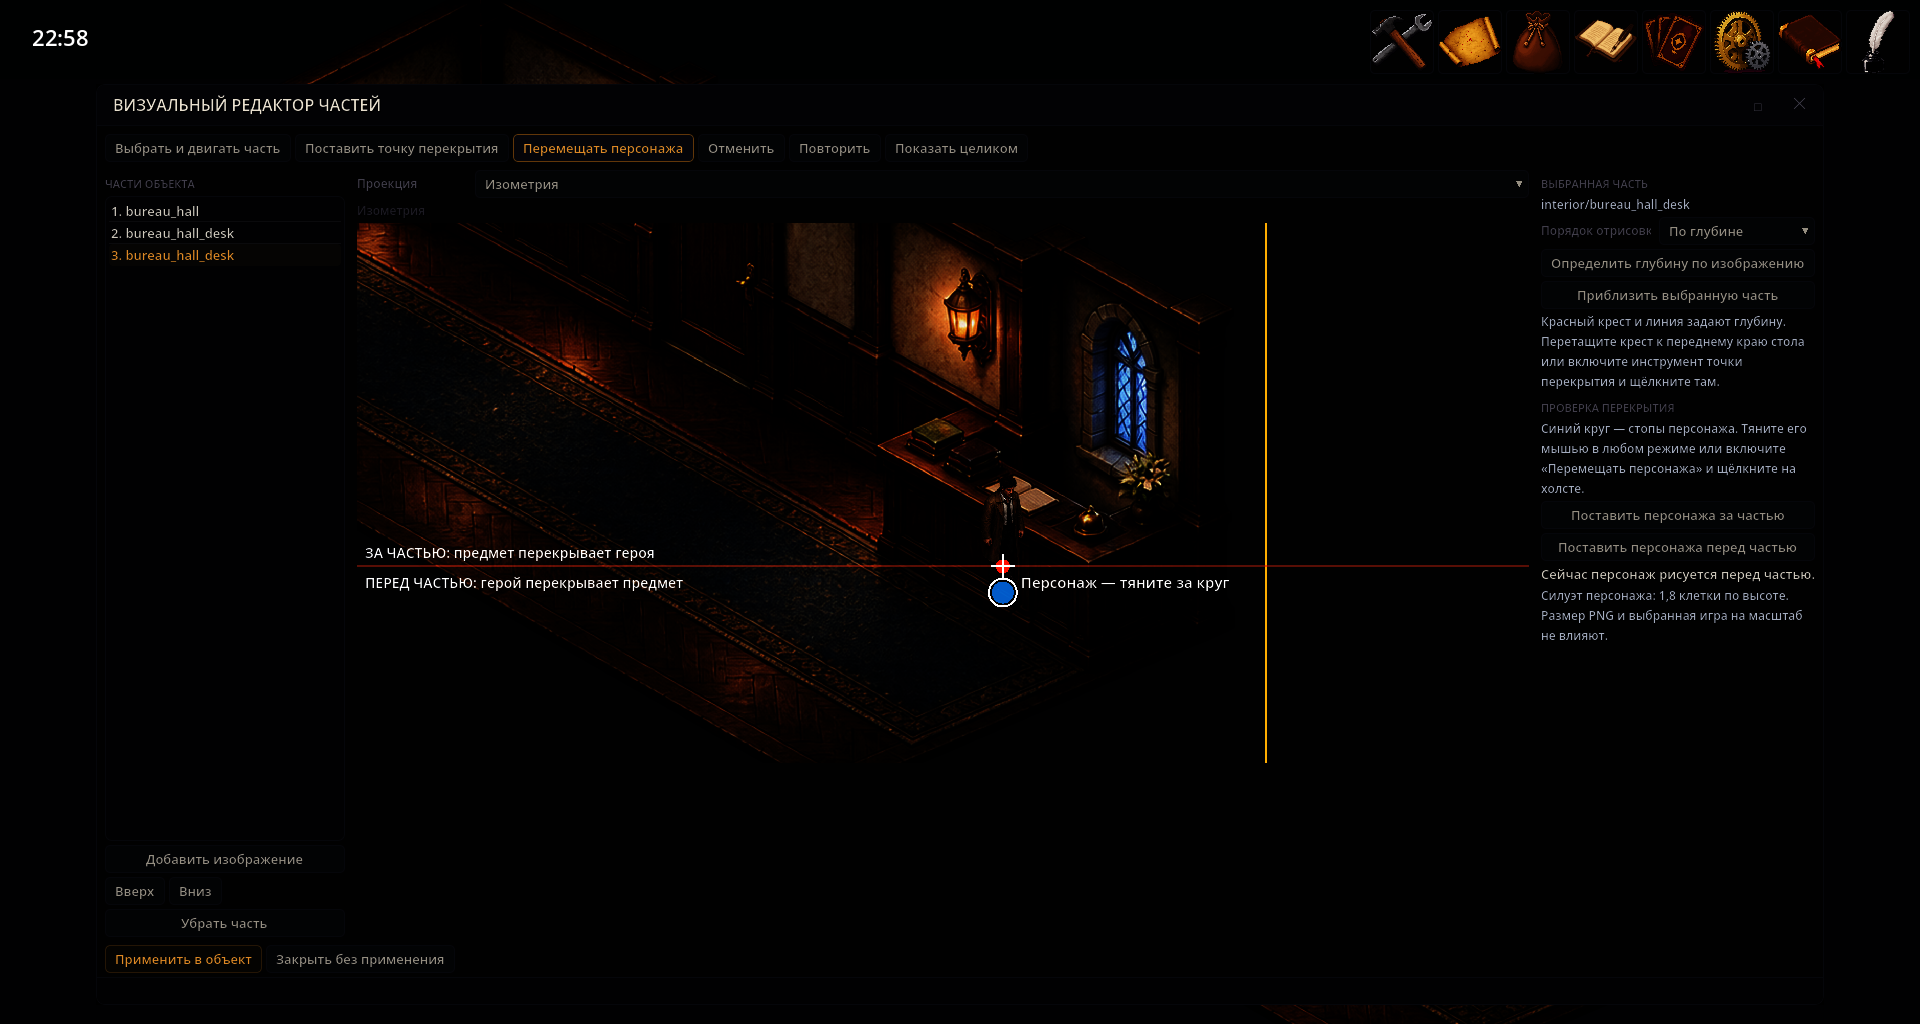 22:58
ВИЗУАЛЬНЫЙ РЕДАКТОР ЧАСТЕЙ
Выбрать и двигать часть
Поставить точку перекрытия
Перемещать персонажа
Отменить
Повторить
Показать целиком
ЧАСТИ ОБЪЕКТА
1. bureau_hall
2. bureau_hall_desk
3. bureau_hall_desk
Проекция
Изометрия
Изометрия
ЗА ЧАСТЬЮ: предмет перекрывает героя
ПЕРЕД ЧАСТЬЮ: герой перекрывает предмет
Персонаж — тяните за круг
ВЫБРАННАЯ ЧАСТЬ
interior/bureau_hall_desk
Порядок отрисовк
По глубине
Определить глубину по изображению
Приблизить выбранную часть
Красный крест и линия задают глубину.
Перетащите крест к переднему краю стола
или включите инструмент точки
перекрытия и щёлкните там.
ПРОВЕРКА ПЕРЕКРЫТИЯ
Синий круг — стопы персонажа. Тяните его
мышью в любом режиме или включите
«Перемещать персонажа» и щёлкните на
холсте.
Поставить персонажа за частью
Поставить персонажа перед частью
Сейчас персонаж рисуется перед частью.
Силуэт персонажа: 1,8 клетки по высоте.
Размер PNG и выбранная игра на масштаб
не влияют.
Добавить изображение
Вверх
Вниз
Убрать часть
Применить в объект
Закрыть без применения